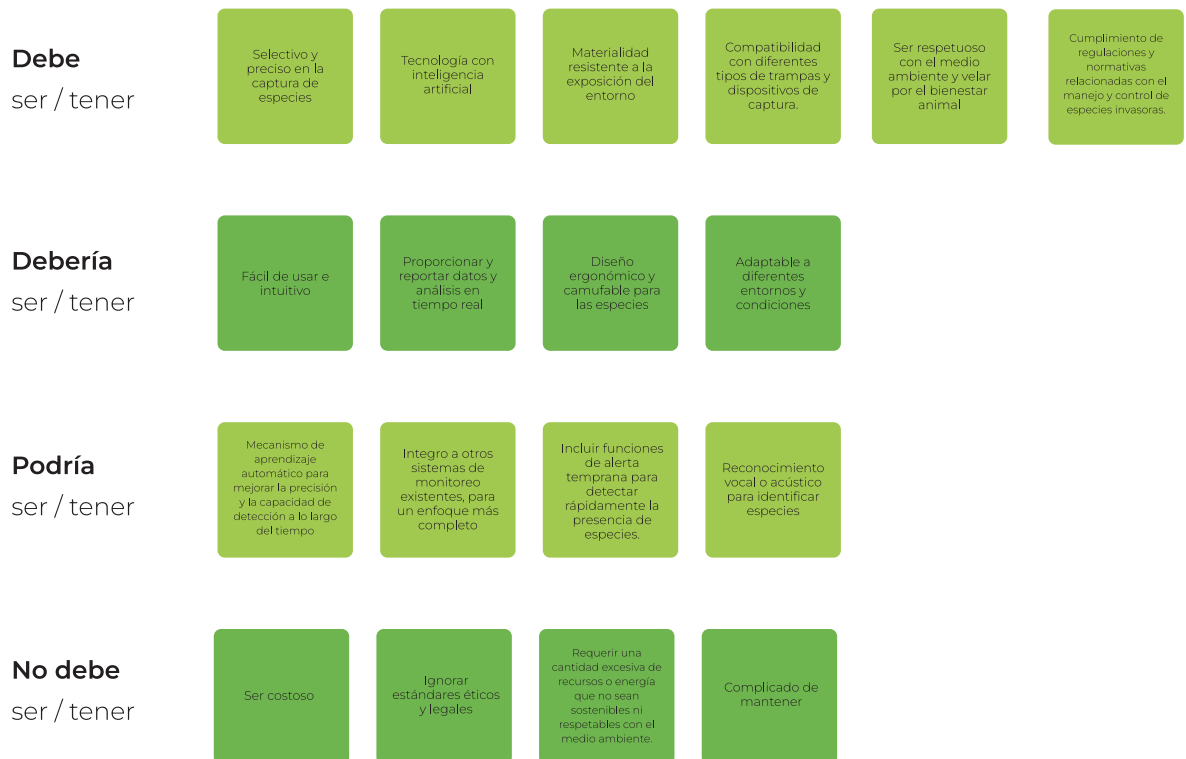 Debe
ser / tener
Selectivo y
preciso en la
captura de
especies
Tecnología con
inteligencia
artificial
Materialidad
resistente a la
exposición del
entorno
Compatibilidad
con diferentes
tipos de trampas y
dispositivos de
captura.
Ser respetuoso
con el medio
ambiente y velar
por el bienestar
animal
Cumplimiento de
regulaciones y
normativas
relacionadas con el
manejo y control de
especies invasoras.
Debería
ser / tener
Fácil de usar e
intuitivo
Proporcionar y
reportar datos y
análisis en
tiempo real
Diseño
ergonómico y
camufable para
las especies
Adaptable a
diferentes
entornos y
condiciones
Podría
ser / tener
Mecanismo de
aprendizaje
automático para
mejorar la precisión
y la capacidad de
detección a lo largo
del tiempo
Integro a otros
sistemas de
monitoreo
existentes, para
un enfoque más
completo
Incluir funciones
de alerta
temprana para
detectar
rápidamente la
presencia de
especies.
Reconocimiento
vocal o acústico
para identificar
especies
No debe
ser / tener
Ser costoso
Ignorar
estándares éticos
y legales
Requerir una
cantidad excesiva de
recursos o energía
que no sean
sostenibles ni
respetables con el
medio ambiente.
Complicado de
mantener